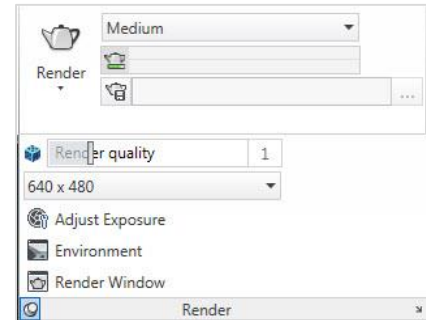 Medium
Render
...
Render quality 1
640 x 480
Adjust Exposure
Environment
Render Window
Render